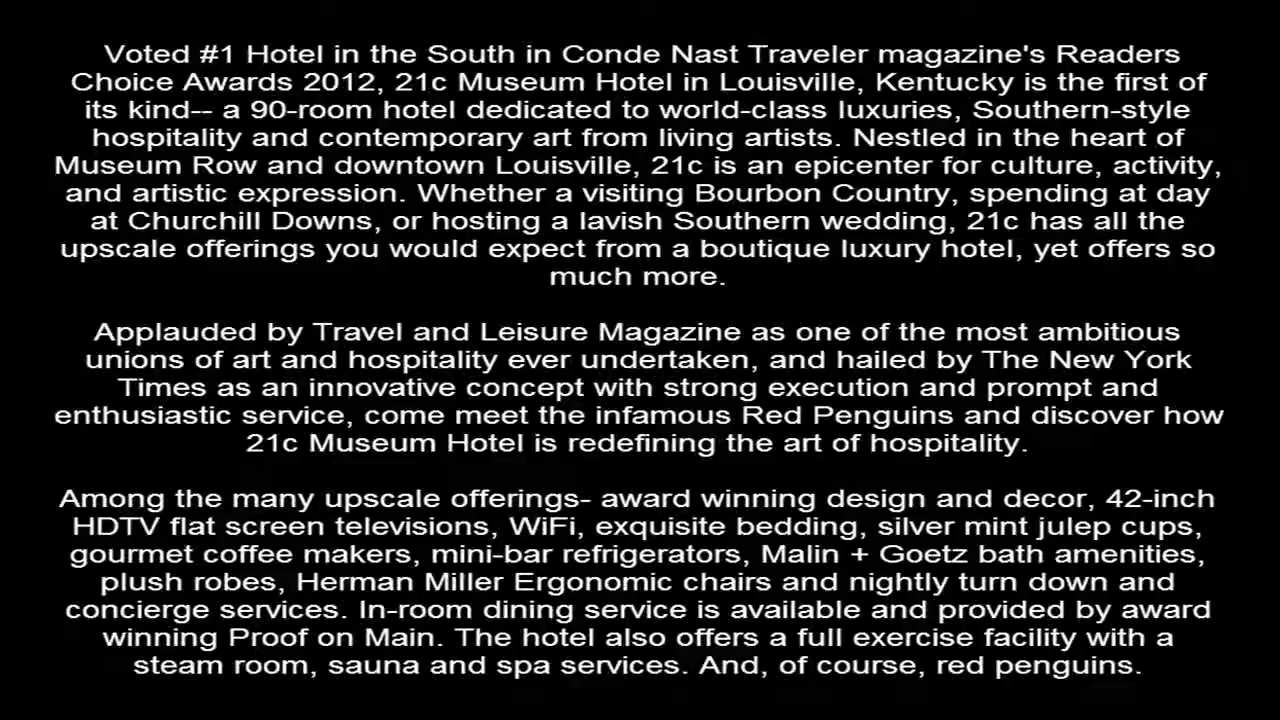 Voted #1 Hotel in the South in Conde Nast Traveler magazine's Readers
Choice Awards 2012, 21c Museum Hotel in Louisville, Kentucky is the first of
its kind-- a 90-room hotel dedicated to world-class luxuries, Southern-style
hospitality and contemporary art from living artists. Nestled in the heart of
Museum Row and downtown Louisville, 21c is an epicenter for culture, activity,
and artistic expression. Whether a visiting Bourbon Country, spending at day
at Churchill Downs, or hosting a lavish Southern wedding, 21c has all the
upscale offerings you would expect from a boutique luxury hotel, yet offers so
much more.
Applauded by Travel and Leisure Magazine as one of the most ambitious
unions of art and hospitality ever undertaken, and hailed by The New York
Times as an innovative concept with strong execution and prompt and
enthusiastic service, come meet the infamous Red Penguins and discover how
21c Museum Hotel is redefining the art of hospitality.
Among the many upscale offerings- award winning design and decor, 42-inch
HDTV flat screen televisions, WiFi, exquisite bedding, silver mint julep cups,
gourmet coffee makers, mini-bar refrigerators, Malin + Goetz bath amenities,
plush robes, Herman Miller Ergonomic chairs and nightly turn down and
concierge services. In-room dining service is available and provided by award
winning Proof on Main. The hotel also offers a full exercise facility with a
steam room, sauna and spa services. And, of course, red penguins.